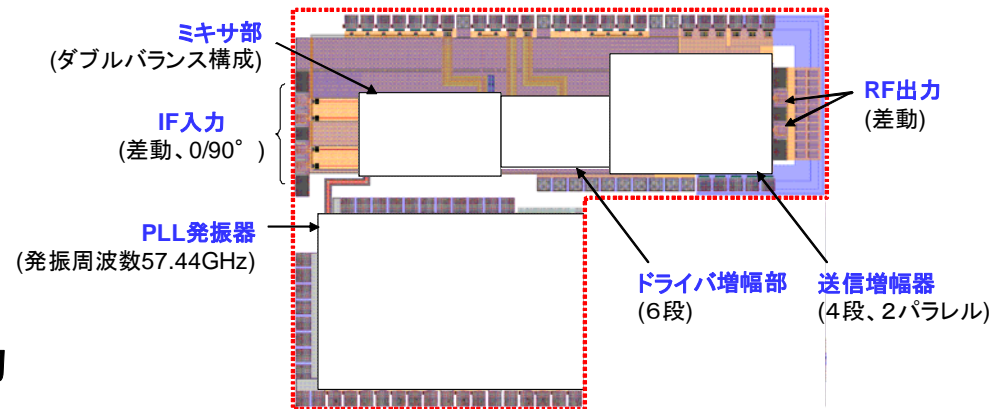 ミキサ部
(ダブルバランス構成)
IF入力
(差動、0/90°)
RF出力
(差動)
PLL発振器
(発振周波数57.44GHz)
ドライバ増幅部
(6段)
送信増幅器
(4段、2パラレル)